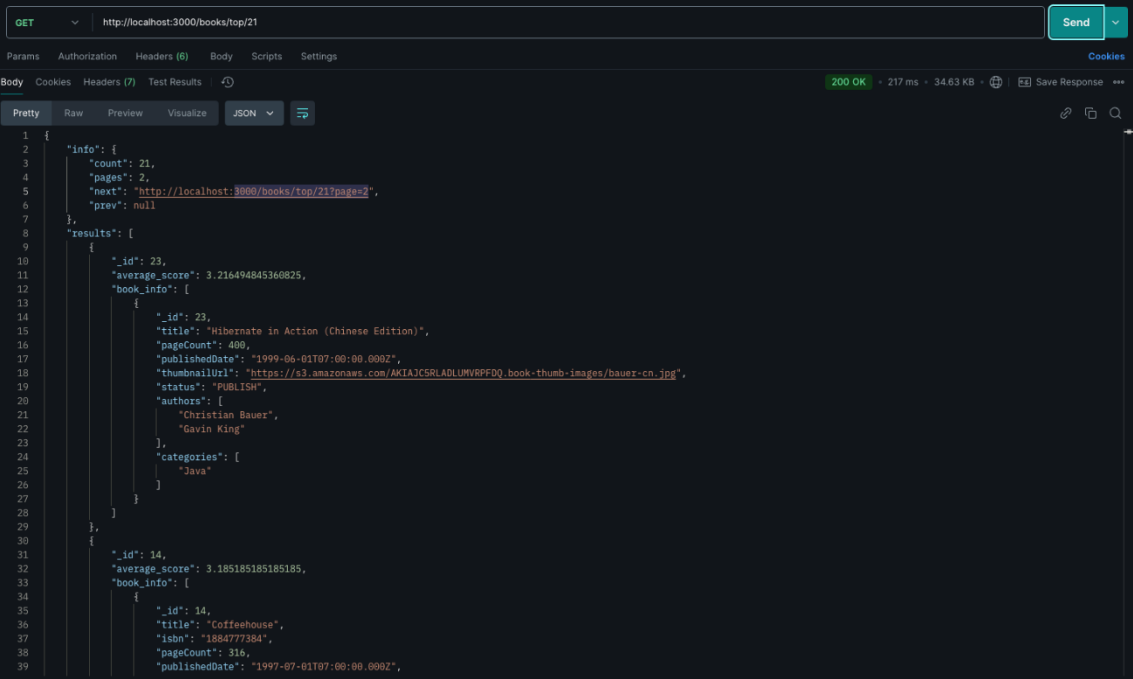 GET http://localhost:3000/books/top/21 Send
Params Authorization Headers (6) Body Scripts Settings Cookies
Body Cookies Headers (7) Test Results 200 OK • 217 ms • 34.63 KB • Save Response
Pretty Raw Preview Visualize JSON
1 {
2 "info": {
3 "count": 21,
4 "pages": 2,
5 "next": "http://localhost:3000/books/top/21?page=2",
6 "prev": null
7 },
8 "results": [
9 {
10 "_id": 23,
11 "average_score": 3.216494845360825,
12 "book_info": [
13 {
14 "_id": 23,
15 "title": "Hibernate in Action (Chinese Edition)",
16 "pageCount": 400,
17 "publishedDate": "1999-06-01T07:00:00.000Z",
18 "thumbnailUrl": "https://s3.amazonaws.com/AKIAJC5RLADLUMVRPFDQ.book-thumb-images/bauer-cn.jpg",
19 "status": "PUBLISH",
20 "authors": [
21 "Christian Bauer",
22 "Gavin King"
23 ],
24 "categories": [
25 "Java"
26 ]
27 }
28 ]
29 },
30 {
31 "_id": 14,
32 "average_score": 3.185185185185185,
33 "book_info": [
34 {
35 "_id": 14,
36 "title": "Coffeehouse",
37 "isbn": "1884777384",
38 "pageCount": 316,
39 "publishedDate": "1997-07-01T07:00:00.000Z",